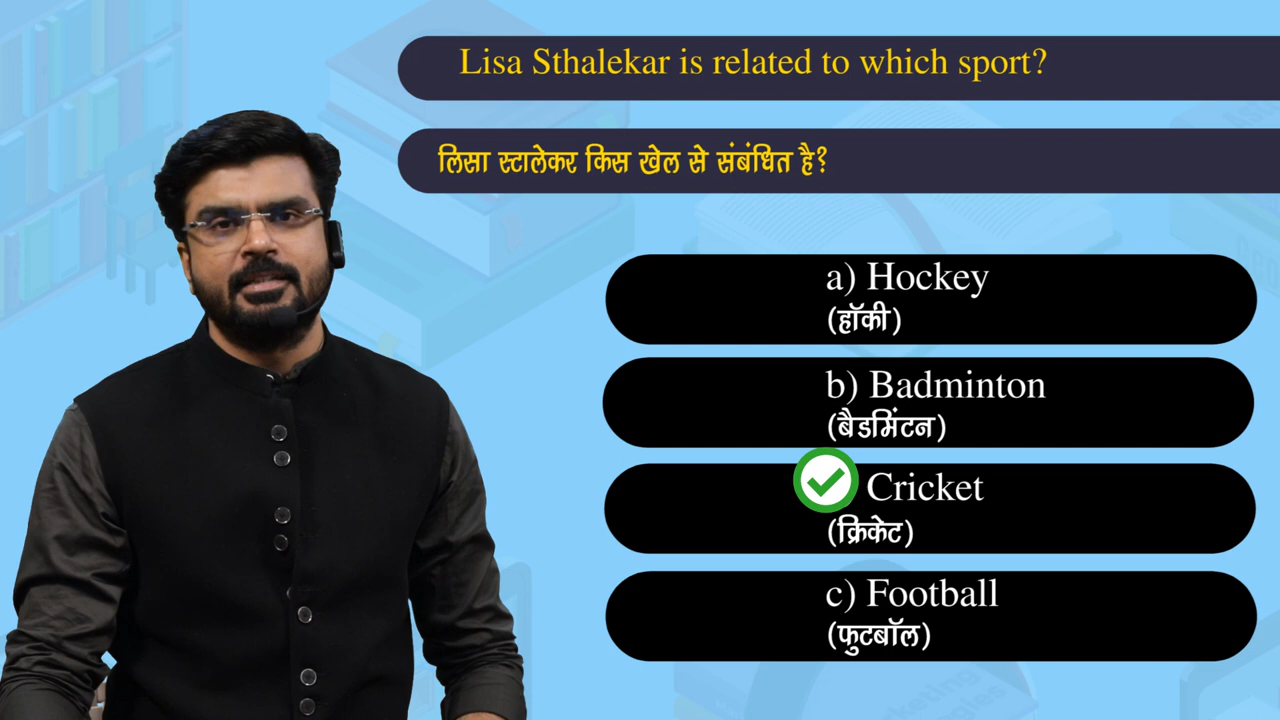 Lisa Sthalekar is related to which sport?
लिसा स्टालेकर किस खेल से संबंधित है?
a) Hockey
(हॉकी)
b) Badminton
(बैडमिंटन)
Cricket
(क्रिकेट)
c) Football
(फुटबॉल)